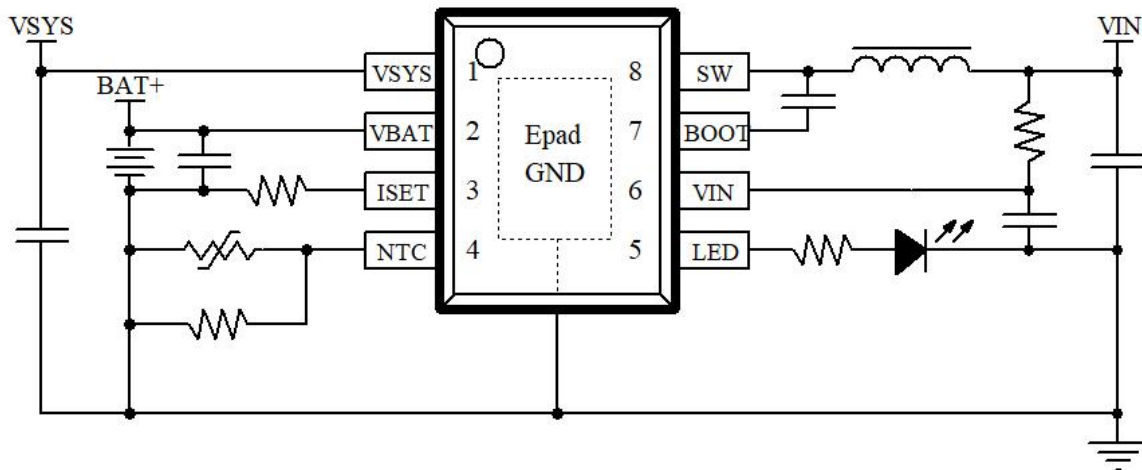 VSYS
VIN
BAT+
VSYS 1 8 SW
VBAT 2 7 BOOT
Epad
GND
ISET 3 6 VIN
NTC 4 5 LED